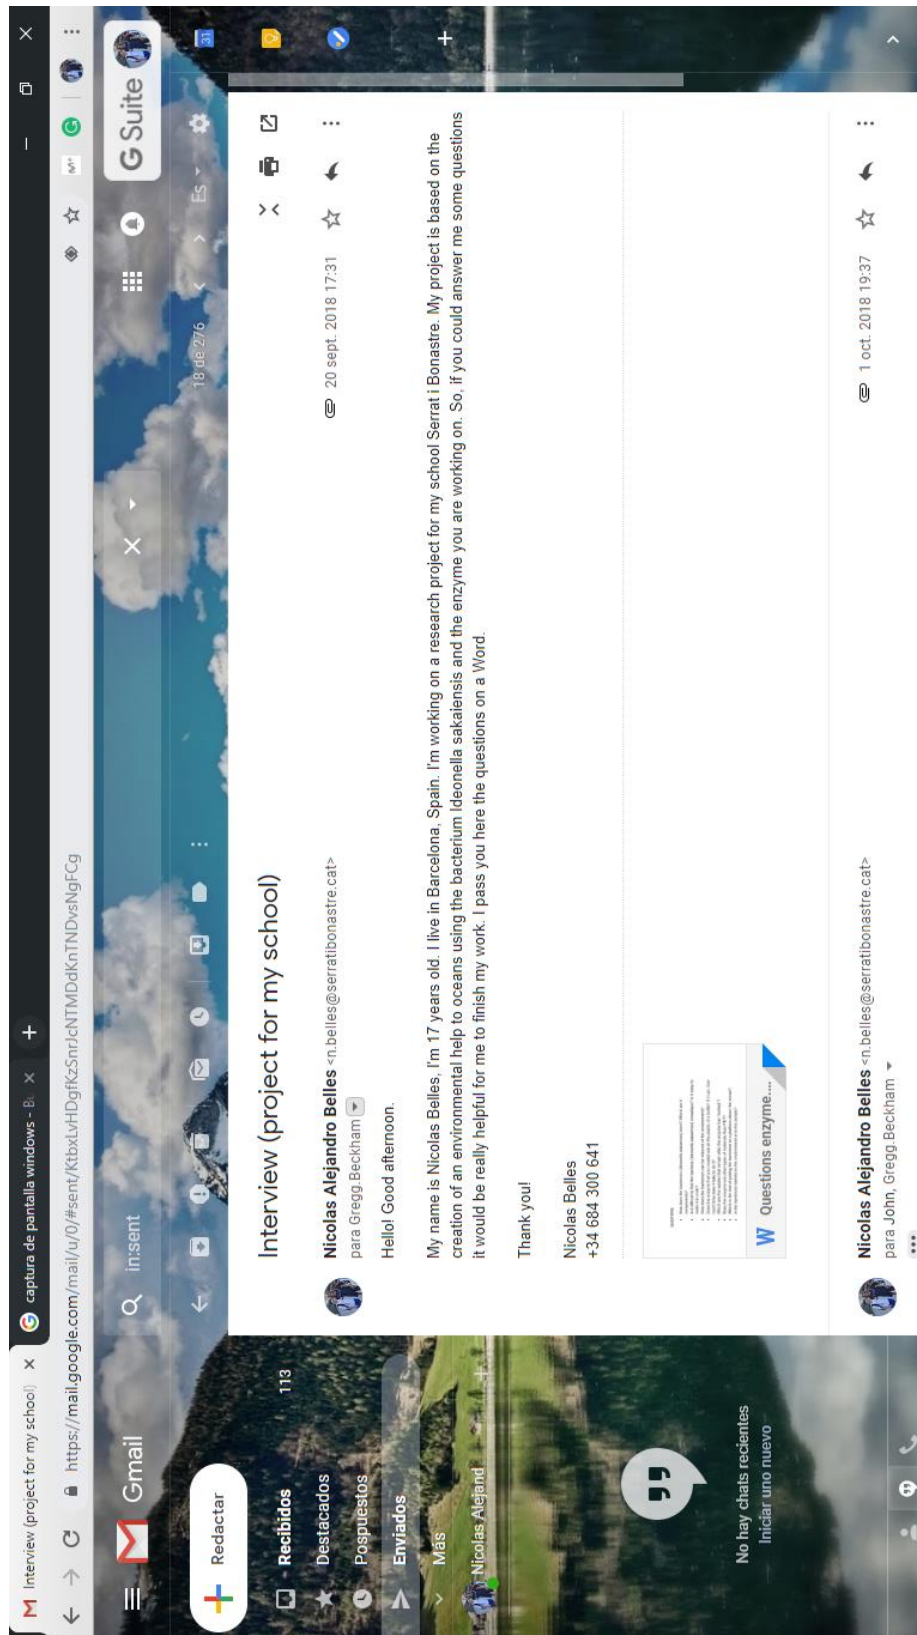 Interview (project for my school)
captura de pantalla windows - Bu
https://mail.google.com/mail/u/0/#sent/KtbxLvHDgfKzSnrJcNTMDdKnTNDvsNgFCg
Gmail
in:sent
G Suite
Redactar
18 de 276
Es
31
Recibidos
113
Destacados
Pospuestos
Enviados
Más
Nicolas Alejand
No hay chats recientes
Iniciar uno nuevo
Interview (project for my school)
Nicolas Alejandro Belles <n.belles@serratibonastre.cat>
20 sept. 2018 17:31
para Gregg.Beckham
Hello! Good afternoon.
My name is Nicolas Belles, I'm 17 years old. I live in Barcelona, Spain. I'm working on a research project for my school Serrat i Bonastre. My project is based on the
creation of an environmental help to oceans using the bacterium Ideonella sakaiensis and the enzyme you are working on. So, if you could answer me some questions
it would be really helpful for me to finish my work. I pass you here the questions on a Word.
Thank you!
Nicolas Belles
+34 684 300 641
W Questions enzyme....
Nicolas Alejandro Belles <n.belles@serratibonastre.cat>
1 oct. 2018 19:37
para John, Gregg.Beckham